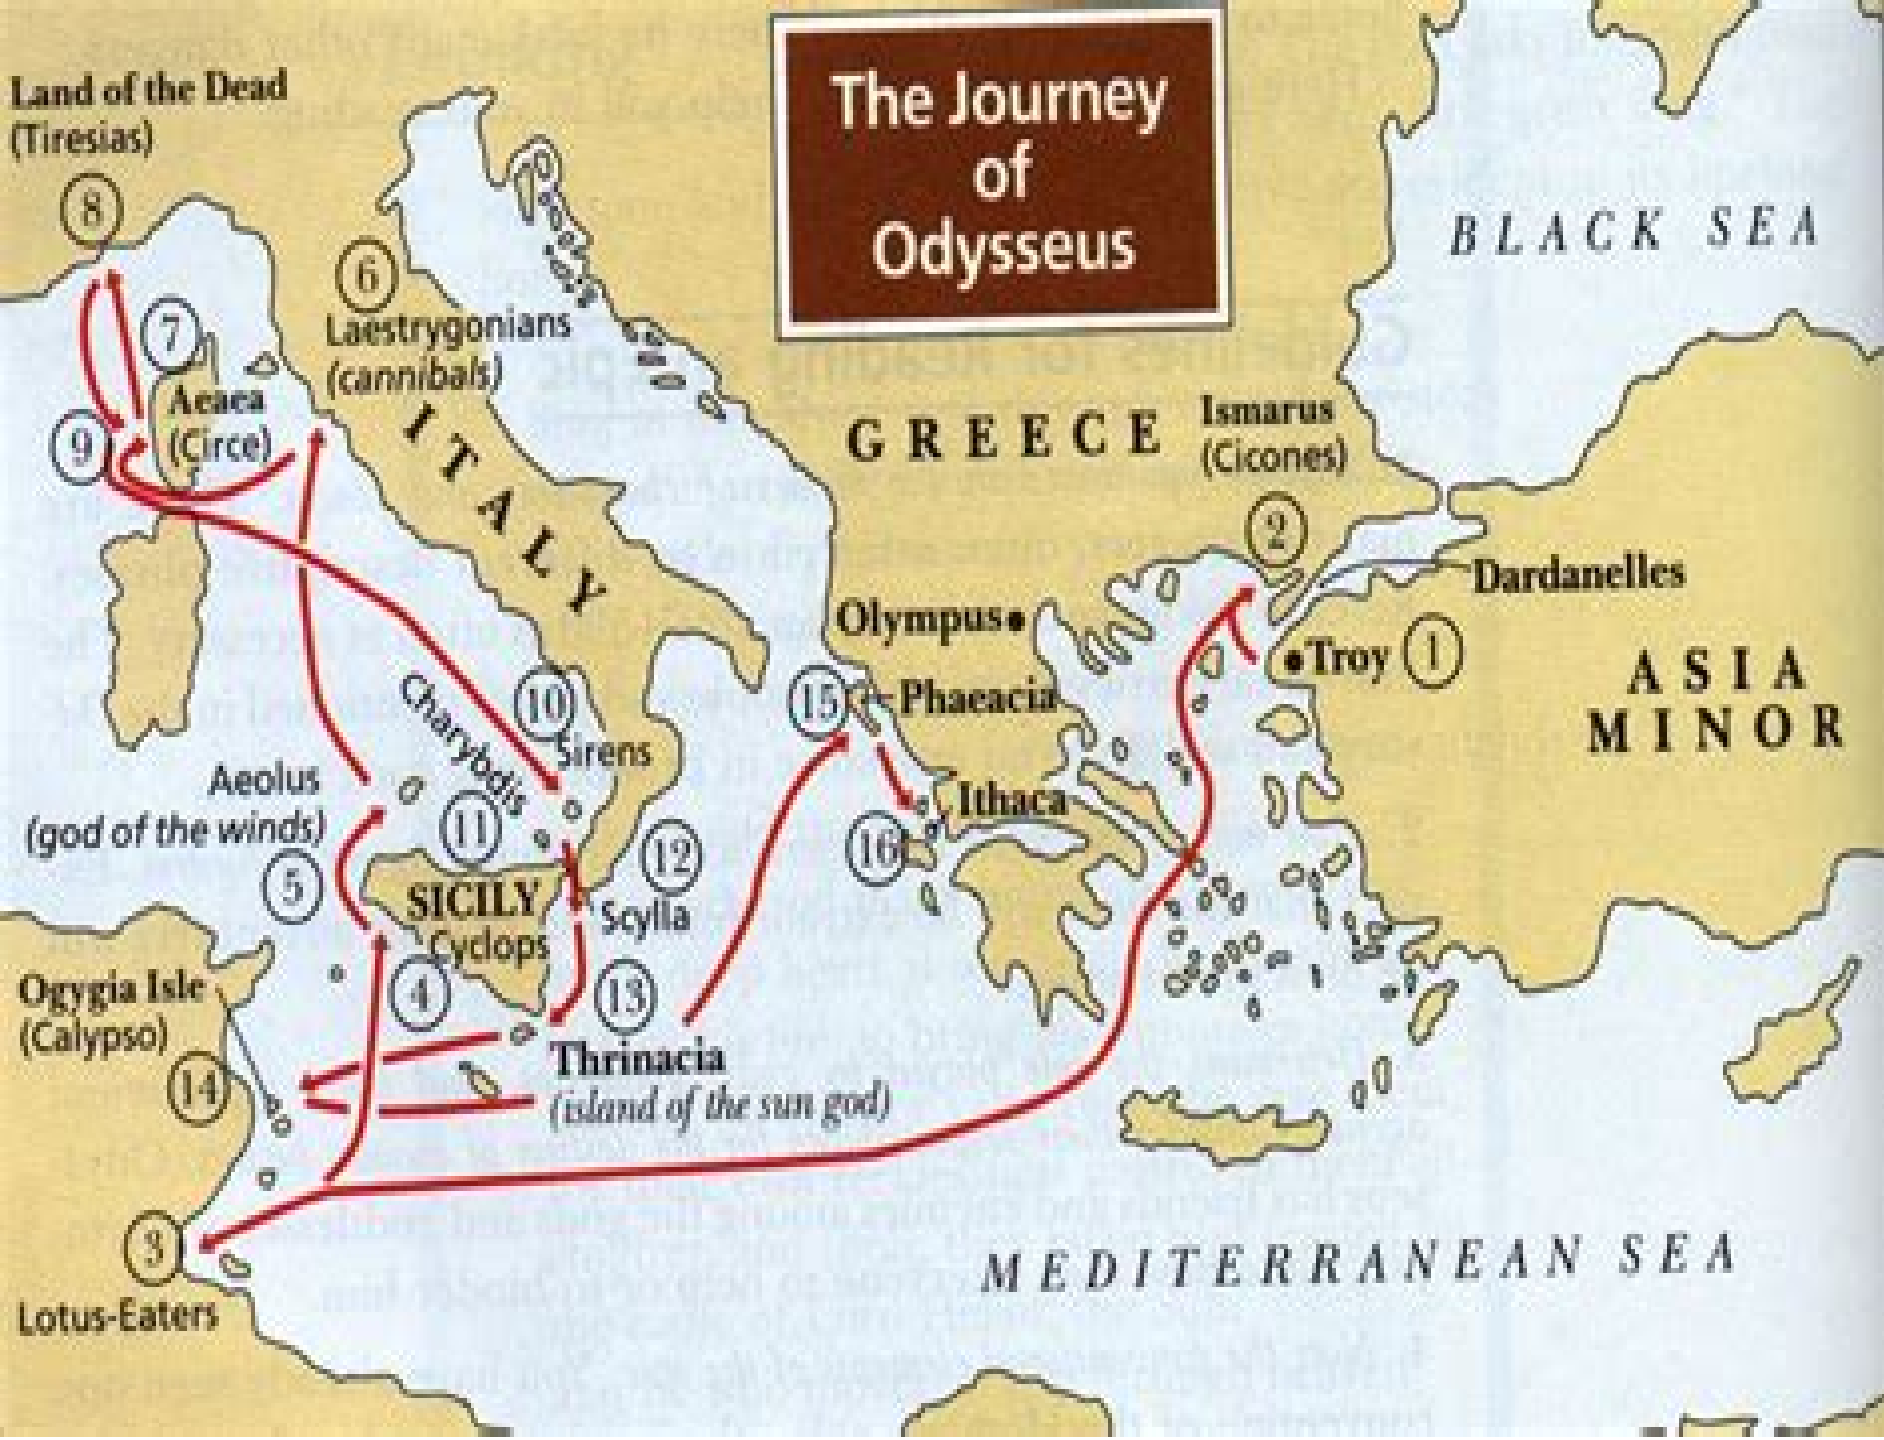 The Journey
of
Odysseus
Land of the Dead
(Tiresias)
8
BLACK SEA
6
Laestrygonians
(cannibals)
7
Aeaea
(Circe)
9
ITALY
GREECE
Ismarus
(Cicones)
2
Dardanelles
Olympus
Troy 1
ASIA
MINOR
15 Phaeacia
10
Sirens
Charybdis
11
Aeolus
(god of the winds)
5
Ithaca
16
12
Scylla
SICILY
Cyclops
4
13
Thrinacia
(island of the sun god)
Ogygia Isle
(Calypso)
14
3
Lotus-Eaters
MEDITERRANEAN SEA